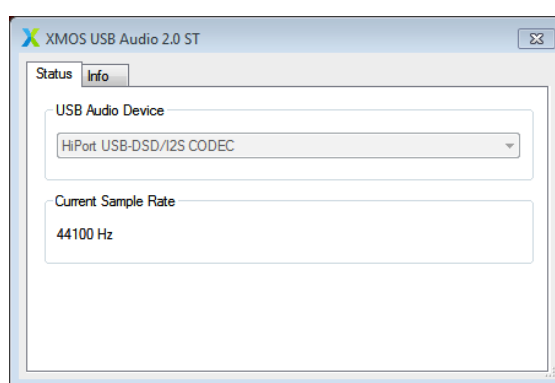 XMOS USB Audio 2.0 ST
Status Info
USB Audio Device
HiPort USB-DSD/I2S CODEC
Current Sample Rate
44100 Hz